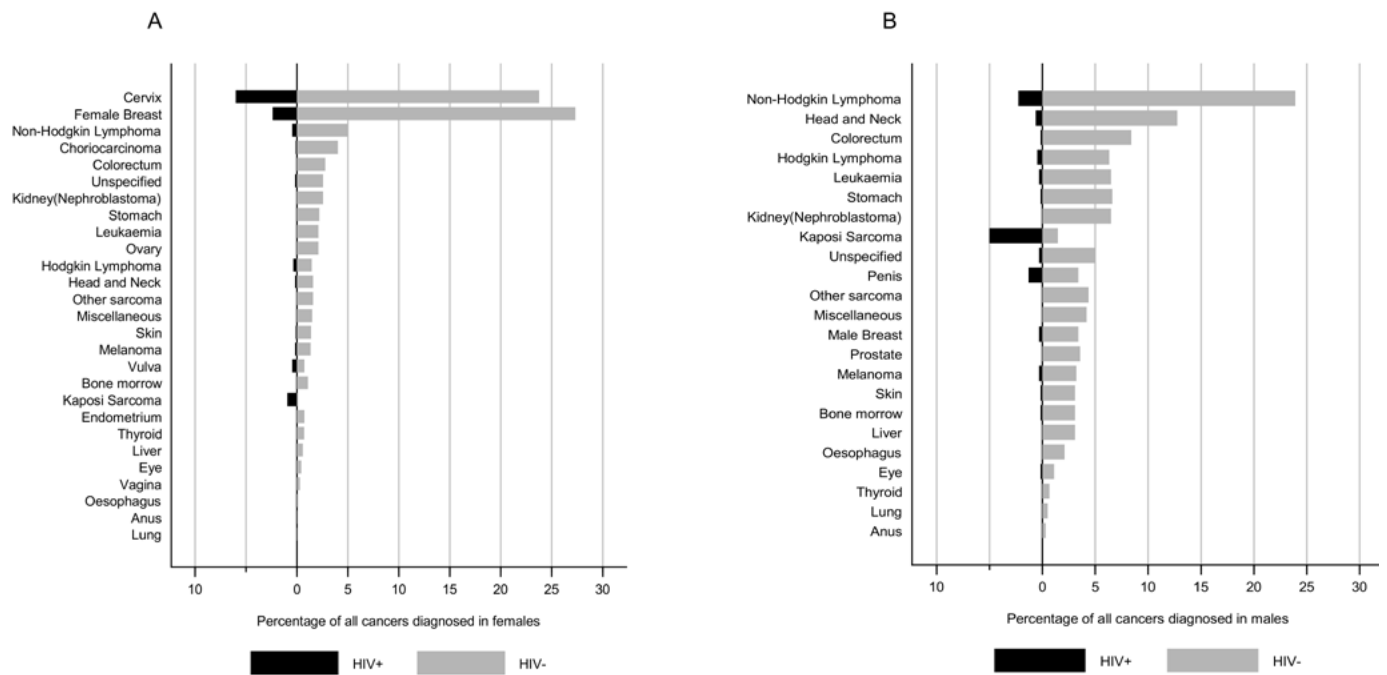 A
Cervix
Female Breast
Non-Hodgkin Lymphoma
Choriocarcinoma
Colorectum
Unspecified
Kidney(Nephroblastoma)
Stomach
Leukaemia
Ovary
Hodgkin Lymphoma
Head and Neck
Other sarcoma
Miscellaneous
Skin
Melanoma
Vulva
Bone morrow
Kaposi Sarcoma
Endometrium
Thyroid
Liver
Eye
Vagina
Oesophagus
Anus
Lung
10 0 5 10 15 20 25 30
Percentage of all cancers diagnosed in females
HIV+ HIV-
B
Non-Hodgkin Lymphoma
Head and Neck
Colorectum
Hodgkin Lymphoma
Leukaemia
Stomach
Kidney(Nephroblastoma)
Kaposi Sarcoma
Unspecified
Penis
Other sarcoma
Miscellaneous
Male Breast
Prostate
Melanoma
Skin
Bone morrow
Liver
Oesophagus
Eye
Thyroid
Lung
Anus
10 0 5 10 15 20 25 30
Percentage of all cancers diagnosed in males
HIV+ HIV-